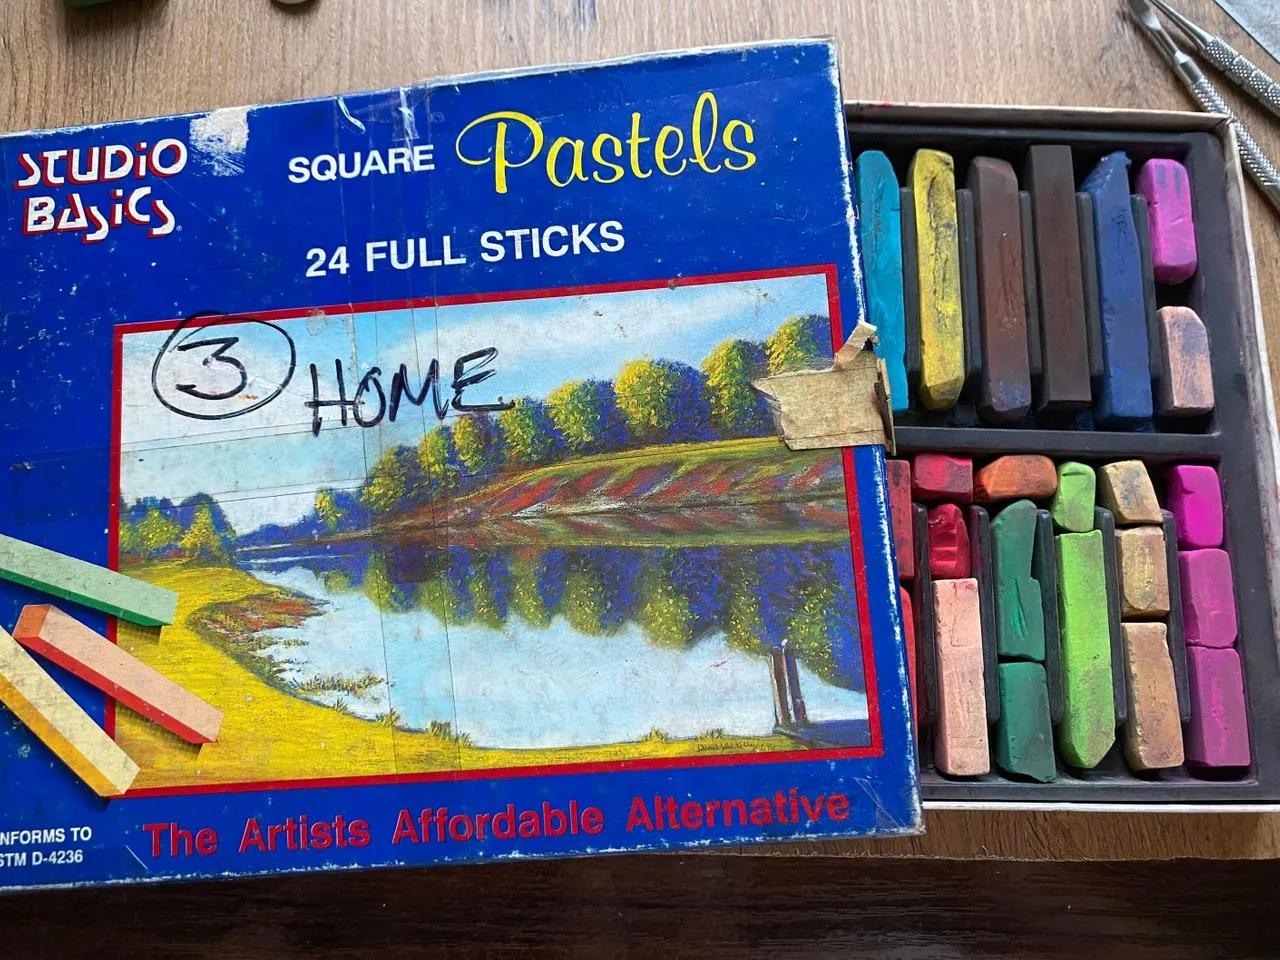 STUDiO
BASiCS
SQUARE Pastels
24 FULL STICKS
3 HOME
The Artists Affordable Alternative
NFORMS TO
STM D-4236